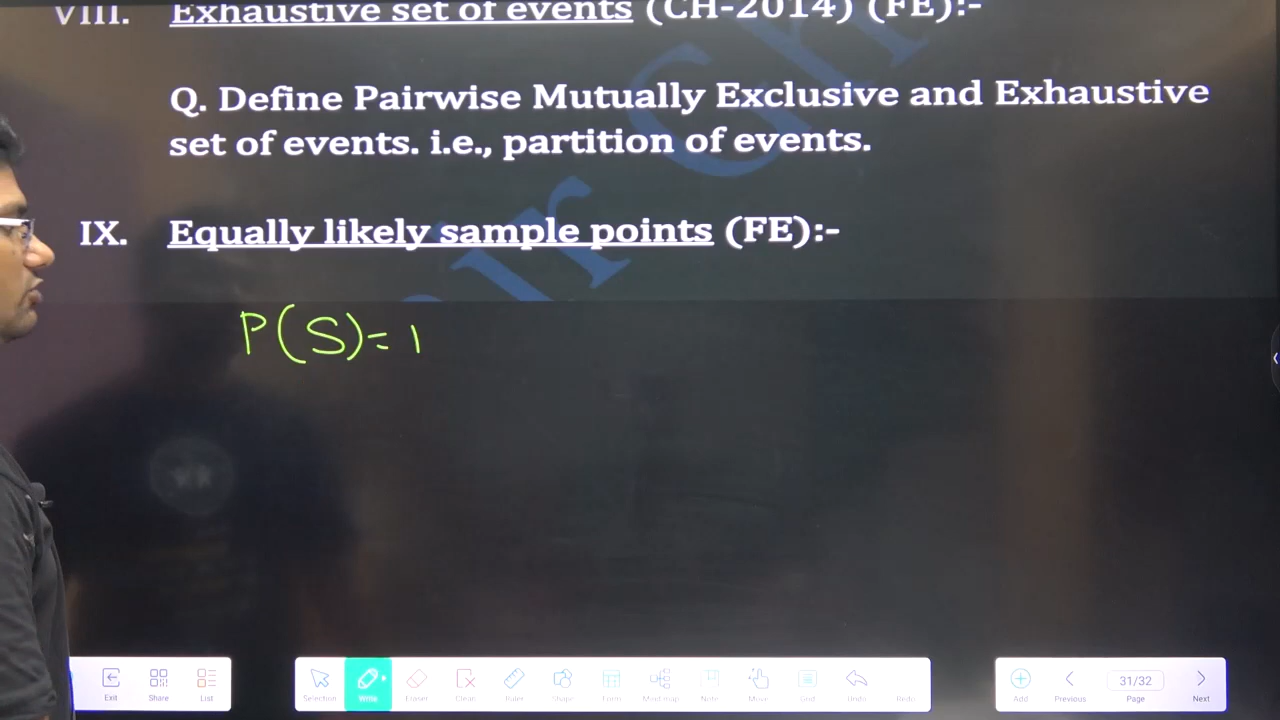 VIII. Exhaustive set of events (CH-2014) (FE):-
Q. Define Pairwise Mutually Exclusive and Exhaustive
set of events. i.e., partition of events.
IX. Equally likely sample points (FE):-
P(S)=1
Exit Share List Selection Write Eraser Clean Ruler Shape Form Mind map Note Move Grid Undo Redo Add Previous 31/32 Page Next